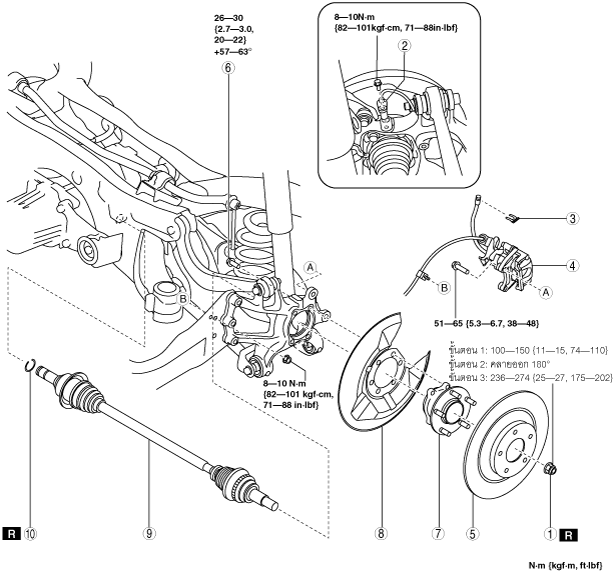 26—30
{2.7—3.0,
20—22}
+57—63°
6
8—10N·m
{82—101kgf·cm, 71—88in·lbf}
2
3
4
A
B
A
B
51—65 {5.3—6.7, 38—48}
ขั้นตอน 1: 100—150 {11—15, 74—110}
ขั้นตอน 2: คลายออก 180°
ขั้นตอน 3: 236—274 {25—27, 175—202}
8—10 N·m
{82—101 kgf·cm,
71—88 in·lbf}
R 10
9
8
7
5
1 R
N·m {kgf·m, ft·lbf}